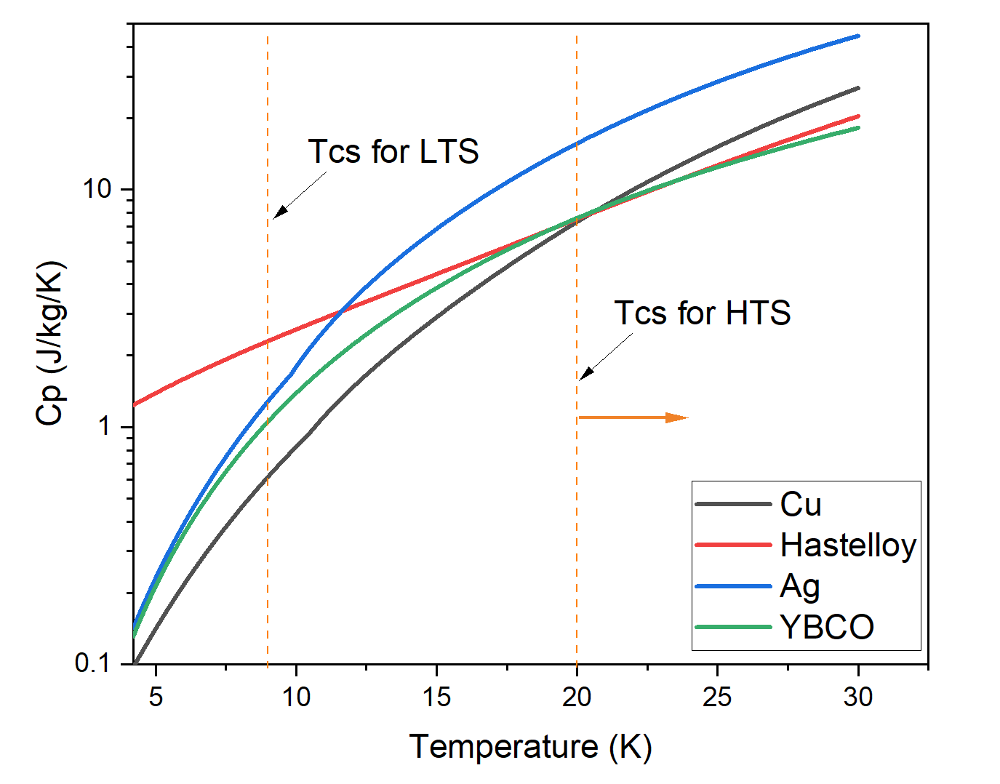 Tcs for LTS
10
Tcs for HTS
Cp (J/kg/K)
1
Cu
Hastelloy
Ag
YBCO
0.1
5 10 15 20 25 30
Temperature (K)